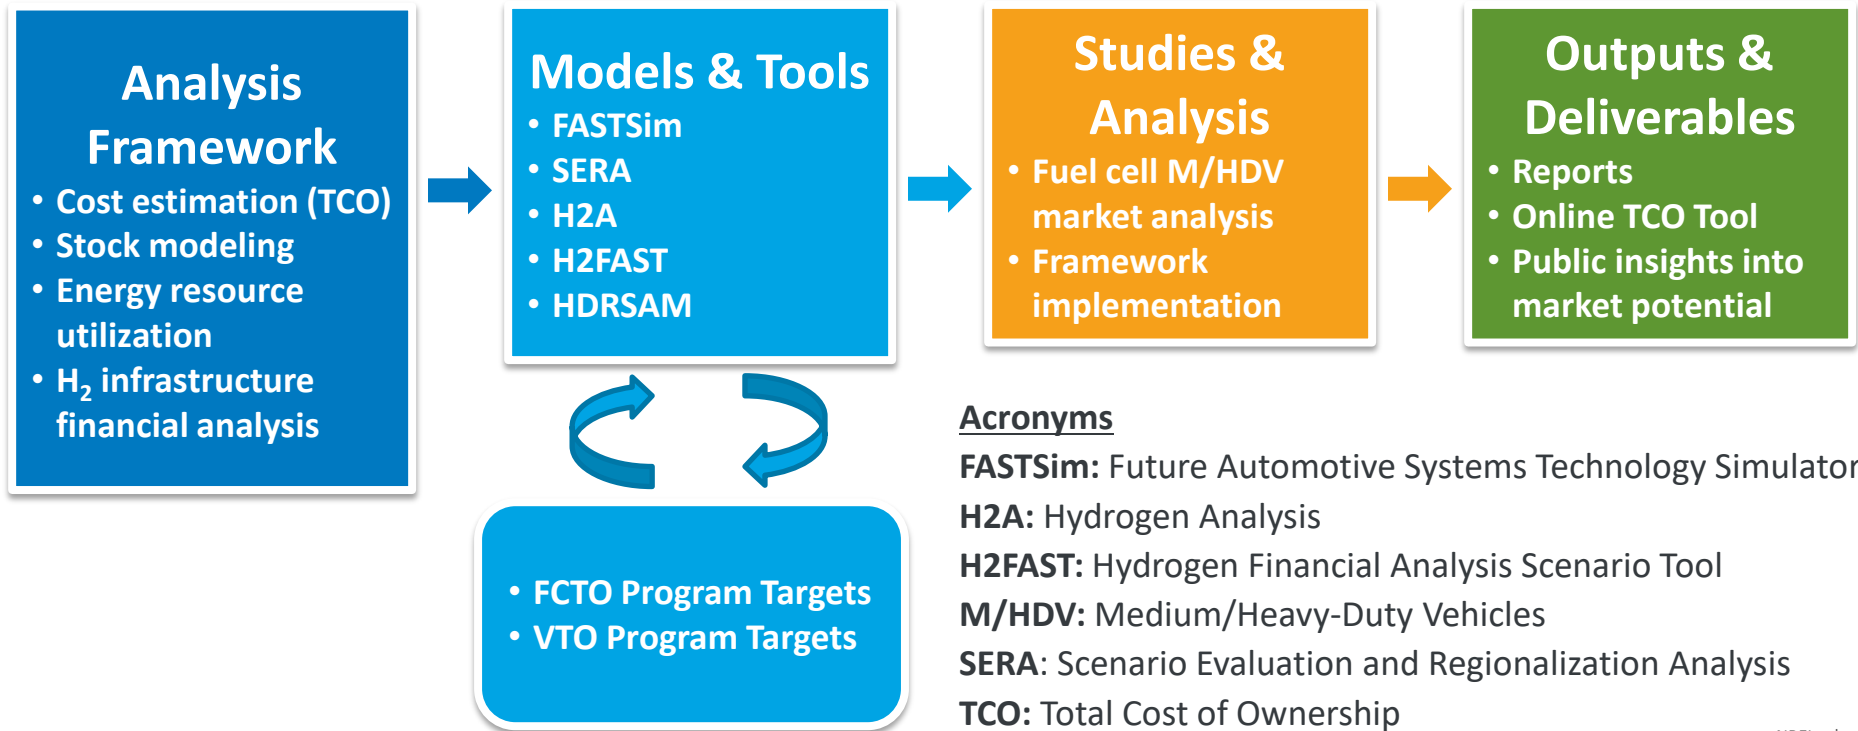 Analysis
Framework
• Cost estimation (TCO)
• Stock modeling
• Energy resource
utilization
• H₂ infrastructure
financial analysis
Models & Tools
• FASTSim
• SERA
• H2A
• H2FAST
• HDRSAM
• FCTO Program Targets
• VTO Program Targets
Studies &
Analysis
• Fuel cell M/HDV
market analysis
• Framework
implementation
Outputs &
Deliverables
• Reports
• Online TCO Tool
• Public insights into
market potential
Acronyms
FASTSim: Future Automotive Systems Technology Simulator
H2A: Hydrogen Analysis
H2FAST: Hydrogen Financial Analysis Scenario Tool
M/HDV: Medium/Heavy-Duty Vehicles
SERA: Scenario Evaluation and Regionalization Analysis
TCO: Total Cost of Ownership